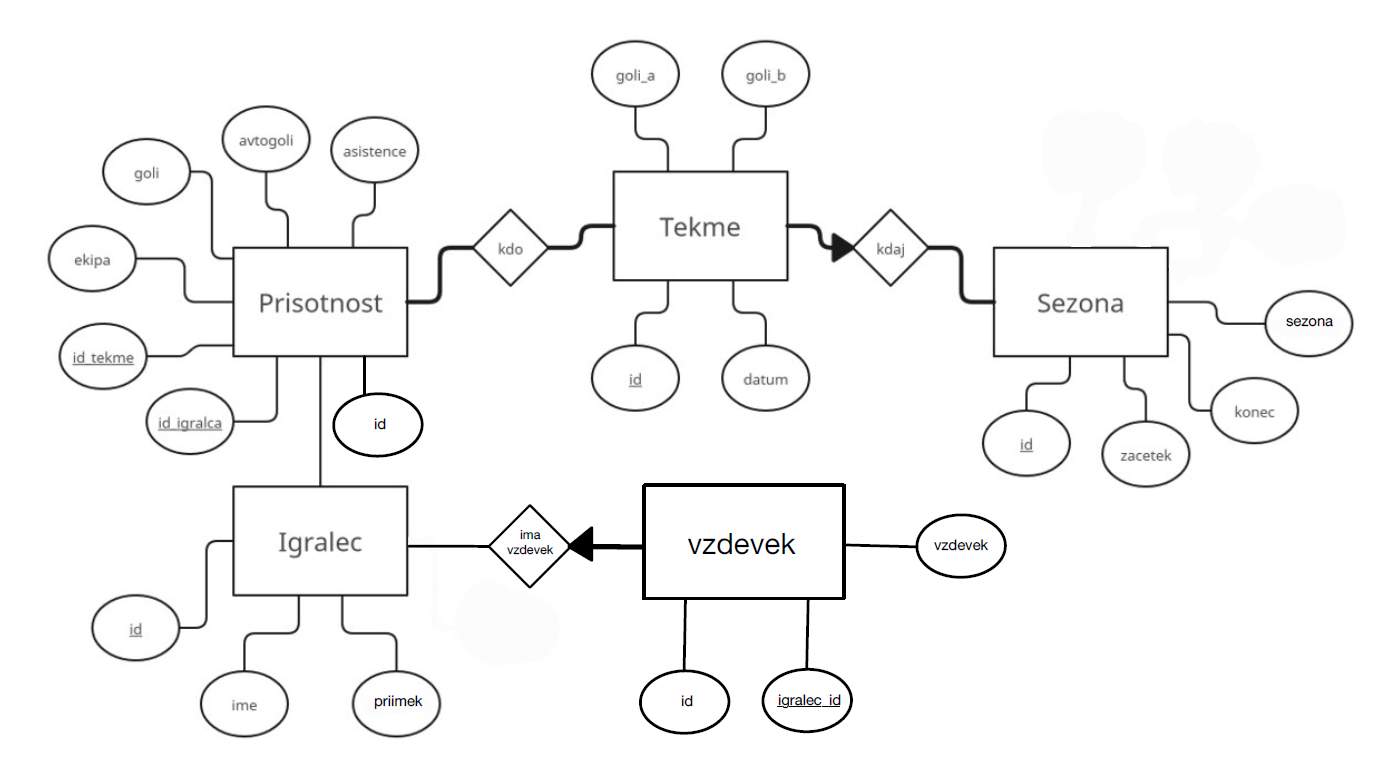 goli_a
goli_b
avtogoli
asistence
goli
Tekme
kdo
kdaj
ekipa
Prisotnost
Sezona
sezona
id_tekme
id
datum
konec
id_igralca
id
id
zacetek
Igralec
ima
vzdevek
vzdevek
vzdevek
id
ime
priimek
id
igralec_id